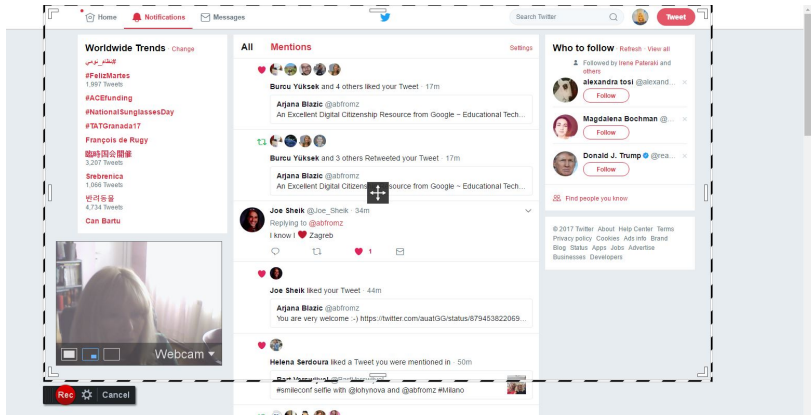 Home
Notifications
Messages
Search Twitter
Tweet
Worldwide Trends · Change
#FelizMartes
1,997 Tweets
#ACEfunding
#NationalSunglassesDay
#TATGranada17
François de Rugy
臨時国会開催
3,207 Tweets
Srebrenica
1,066 Tweets
반려동물
4,734 Tweets
Can Bartu
Webcam
Rec
Cancel
All
Mentions
Settings
Burcu Yüksek and 4 others liked your Tweet · 17m
Arjana Blazic @abfromz
An Excellent Digital Citizenship Resource from Google ~ Educational Tech...
Burcu Yüksek and 3 others Retweeted your Tweet · 17m
Arjana Blazic @abfromz
An Excellent Digital Citizens source from Google ~ Educational Tech...
Joe Sheik @Joe_Sheik · 34m
Replying to @abfromz
I know I ❤ Zagreb
1
Joe Sheik liked your Tweet · 44m
Arjana Blazic @abfromz
You are very welcome :-) https://twitter.com/auatGG/status/879453822069...
Helena Serdoura liked a Tweet you were mentioned in · 50m
#smileconf selfie with @Iohynova and @abfromz #Milano
Who to follow · Refresh · View all
Followed by Irene Pateraki and
others
alexandra tosi @alexand...
Follow
Magdalena Bochman @...
Follow
Donald J. Trump @rea...
Follow
Find people you know
© 2017 Twitter About Help Center Terms
Privacy policy Cookies Ads info Brand
Blog Status Apps Jobs Advertise
Businesses Developers